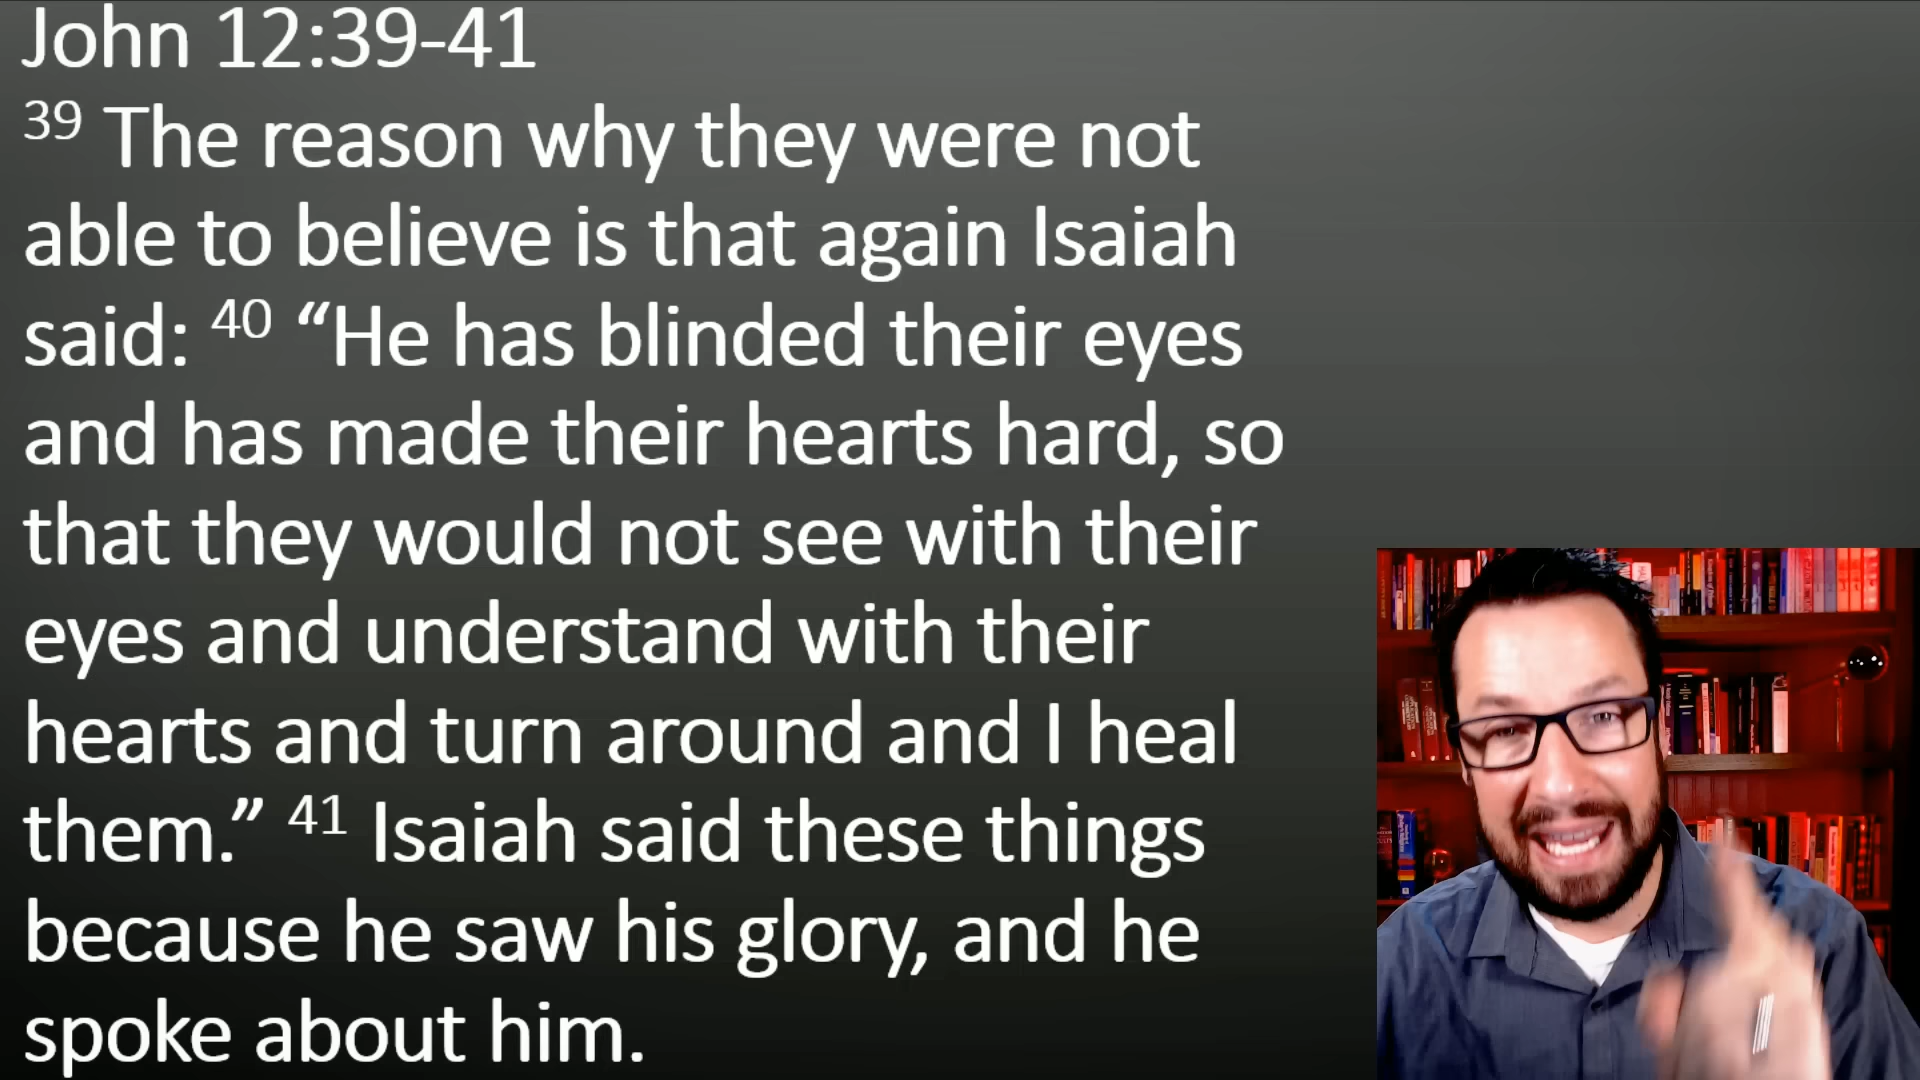 John 12:39-41
39 The reason why they were not
able to believe is that again Isaiah
said: 40 “He has blinded their eyes
and has made their hearts hard, so
that they would not see with their
eyes and understand with their
hearts and turn around and I heal
them.” 41 Isaiah said these things
because he saw his glory, and he
spoke about him.